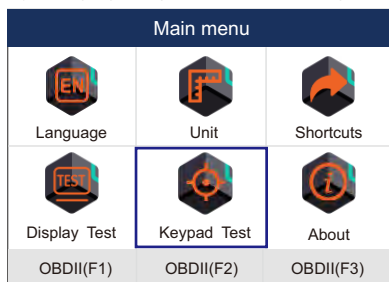 Main menu
EN
Language
Unit
Shortcuts
TEST
Display Test
Keypad Test
i
About
OBDII(F1)
OBDII(F2)
OBDII(F3)